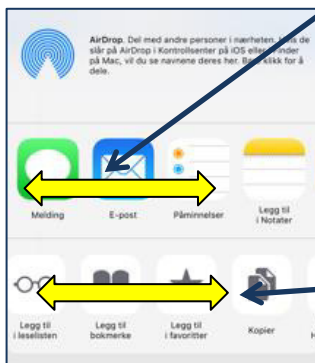 AirDrop. Del med andre personer i nærheten. Hvis de
slår på AirDrop i Kontrollsenter på iOS eller Finder
på Mac, vil du se navnene deres her. Bare klikk for å
dele.
Melding
E-post
Påminnelser
Legg til
i Notater
Legg til
i leselisten
Legg til
bokmerke
Legg til
i favoritter
Kopier
H